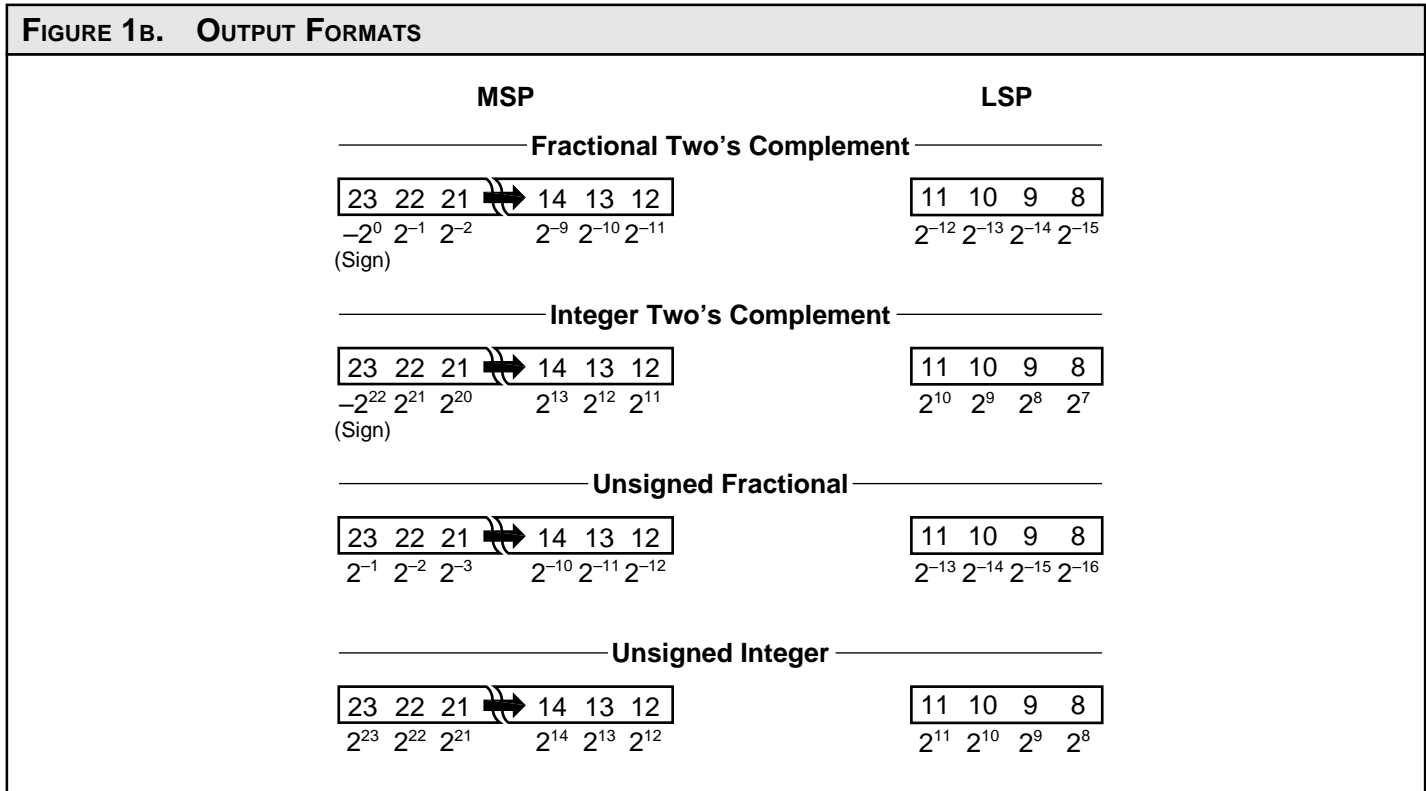 FIGURE 1B. OUTPUT FORMATS
MSP LSP
Fractional Two’s Complement
23 22 21 14 13 12 11 10 9 8
–2⁰ 2⁻¹ 2⁻² 2⁻⁹ 2⁻¹⁰ 2⁻¹¹ 2⁻¹² 2⁻¹³ 2⁻¹⁴ 2⁻¹⁵
(Sign)
Integer Two’s Complement
23 22 21 14 13 12 11 10 9 8
–2²² 2²¹ 2²⁰ 2¹³ 2¹² 2¹¹ 2¹⁰ 2⁹ 2⁸ 2⁷
(Sign)
Unsigned Fractional
23 22 21 14 13 12 11 10 9 8
2⁻¹ 2⁻² 2⁻³ 2⁻¹⁰ 2⁻¹¹ 2⁻¹² 2⁻¹³ 2⁻¹⁴ 2⁻¹⁵ 2⁻¹⁶
Unsigned Integer
23 22 21 14 13 12 11 10 9 8
2²³ 2²² 2²¹ 2¹⁴ 2¹³ 2¹² 2¹¹ 2¹⁰ 2⁹ 2⁸